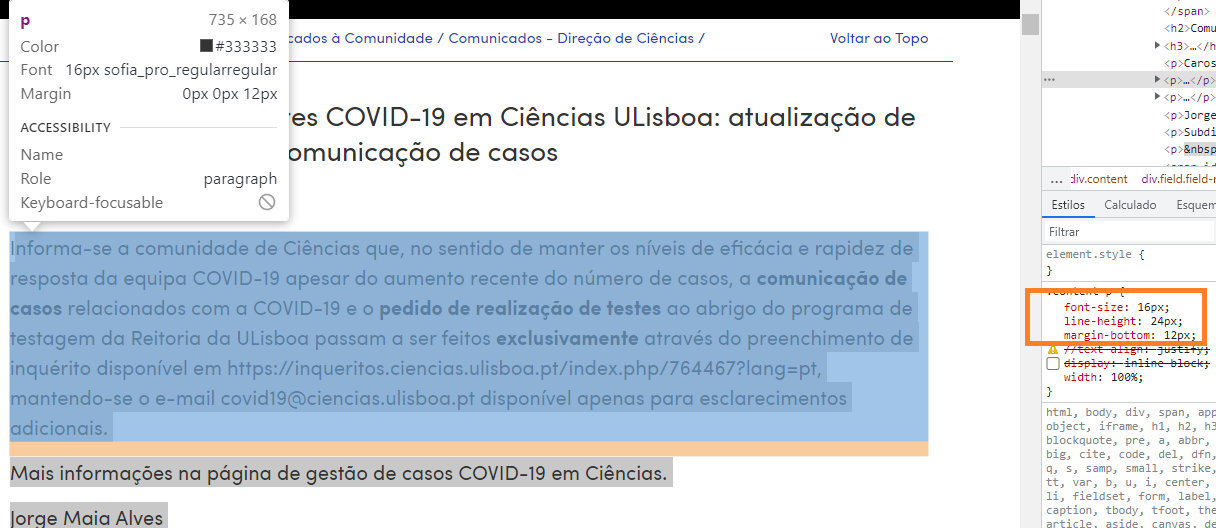 p 735 × 168
Color #333333
Font 16px sofia_pro_regularregular
Margin 0px 0px 12px
ACCESSIBILITY
Name
Role paragraph
Keyboard-focusable
cados à Comunidade / Comunicados - Direção de Ciências /
Voltar ao Topo
res COVID-19 em Ciências ULisboa: atualização de
omunicação de casos
Informa-se a comunidade de Ciências que, no sentido de manter os níveis de eficácia e rapidez de
resposta da equipa COVID-19 apesar do aumento recente do número de casos, a comunicação de
casos relacionados com a COVID-19 e o pedido de realização de testes ao abrigo do programa de
testagem da Reitoria da ULisboa passam a ser feitos exclusivamente através do preenchimento de
inquérito disponível em https://inqueritos.ciencias.ulisboa.pt/index.php/764467?lang=pt,
mantendo-se o e-mail covid19@ciencias.ulisboa.pt disponível apenas para esclarecimentos
adicionais.
Mais informações na página de gestão de casos COVID-19 em Ciências.
Jorge Maia Alves
</span>
<h2>Comu
<h3>…</h
<p>Caros
<p>…</p>
<p>…</p>
<p>Jorge
<p>Subdi
<p>&nbsp
… div.content div.field.field-n
Estilos Calculado Esquem
Filtrar
element.style {
}
.content p {
font-size: 16px;
line-height: 24px;
margin-bottom: 12px;
//text-align: justify;
display: inline-block;
width: 100%;
}
html, body, div, span, app
object, iframe, h1, h2, h3
blockquote, pre, a, abbr,
big, cite, code, del, dfn,
q, s, samp, small, strike,
tt, var, b, u, i, center,
li, fieldset, form, label,
caption, tbody, tfoot, the
article, aside, canvas, de